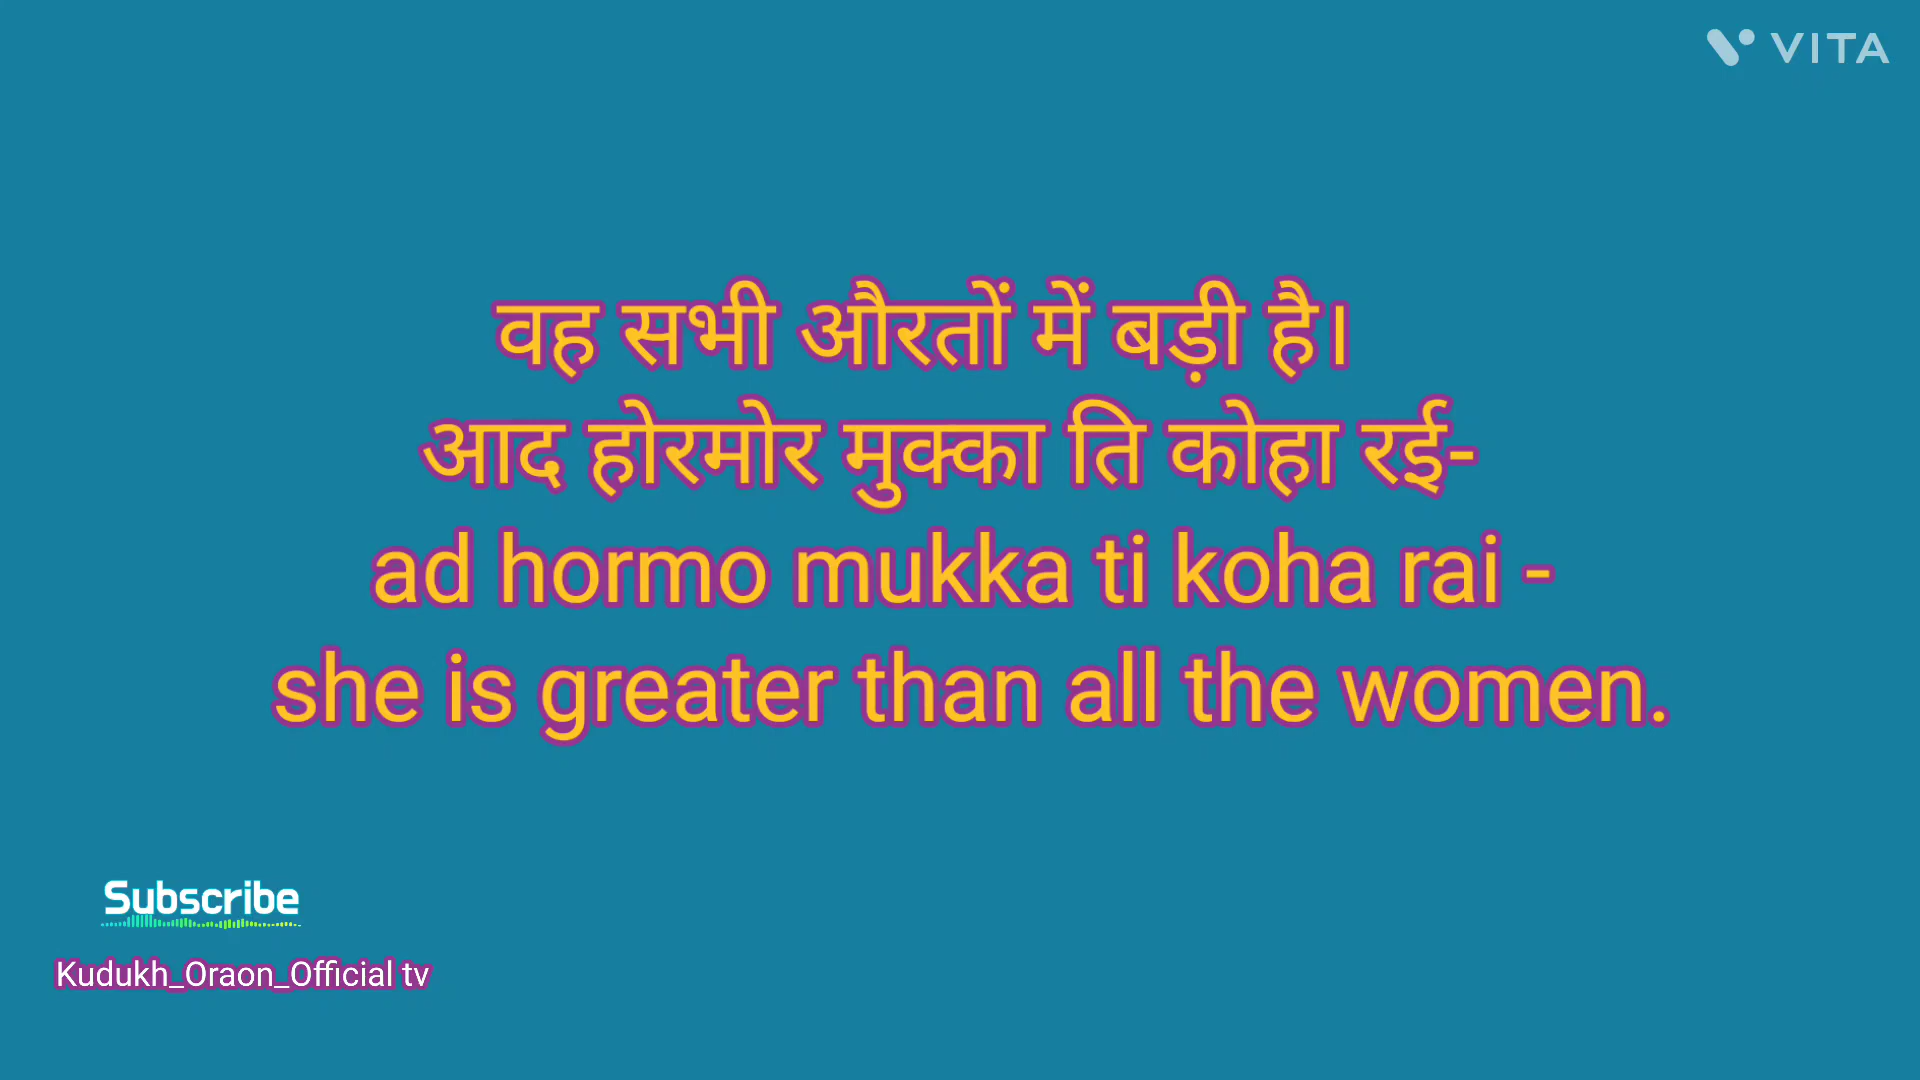 VITA
वह सभी औरतों में बड़ी है।
आद होरमोर मुक्का ति कोहा रई-
ad hormo mukka ti koha rai -
she is greater than all the women.
Subscribe
Kudukh_Oraon_Official tv